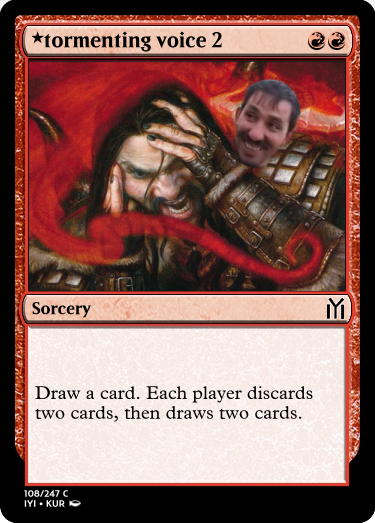 *tormenting voice 2
Sorcery
Draw a card. Each player discards
two cards, then draws two cards.
108/247 C
IYI • KUR